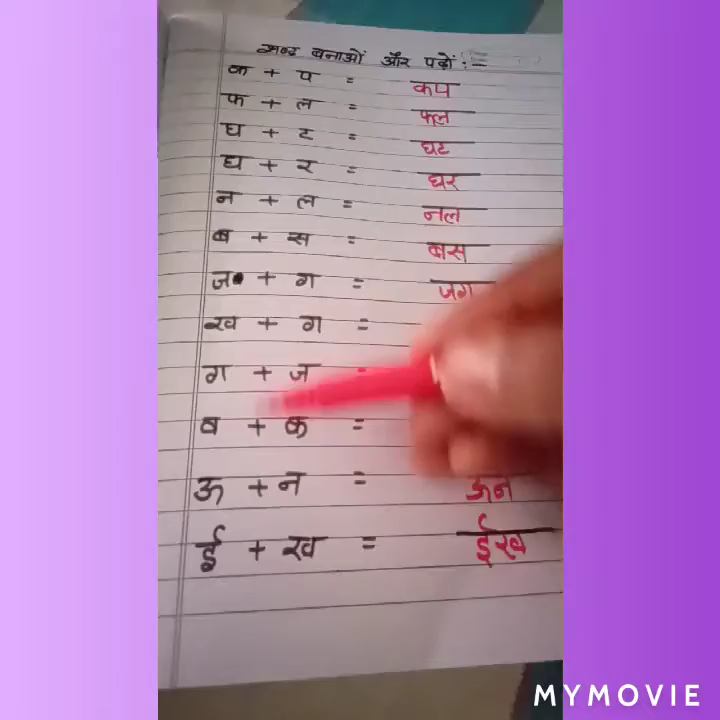 शब्द बनाओं और पढ़ों :-
क + प = कप
फ + ल = फल
घ + ट = घट
घ + र = घर
न + ल = नल
ब + स = बस
ज + ग = जग
ख + ग =
ग + ज =
ब + क =
ऊ + न = ऊन
ई + ख = ईख
MYMOVIE